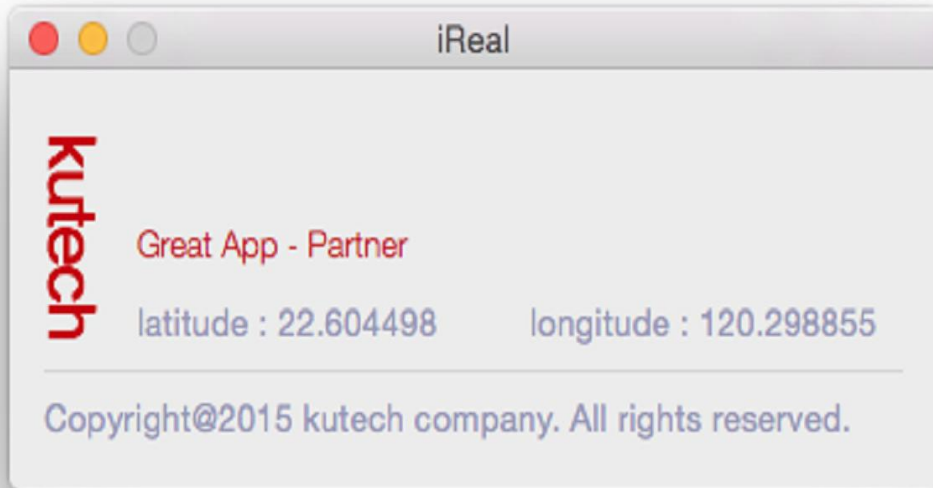 iReal
kutech
Great App - Partner
latitude : 22.604498 longitude : 120.298855
Copyright@2015 kutech company. All rights reserved.